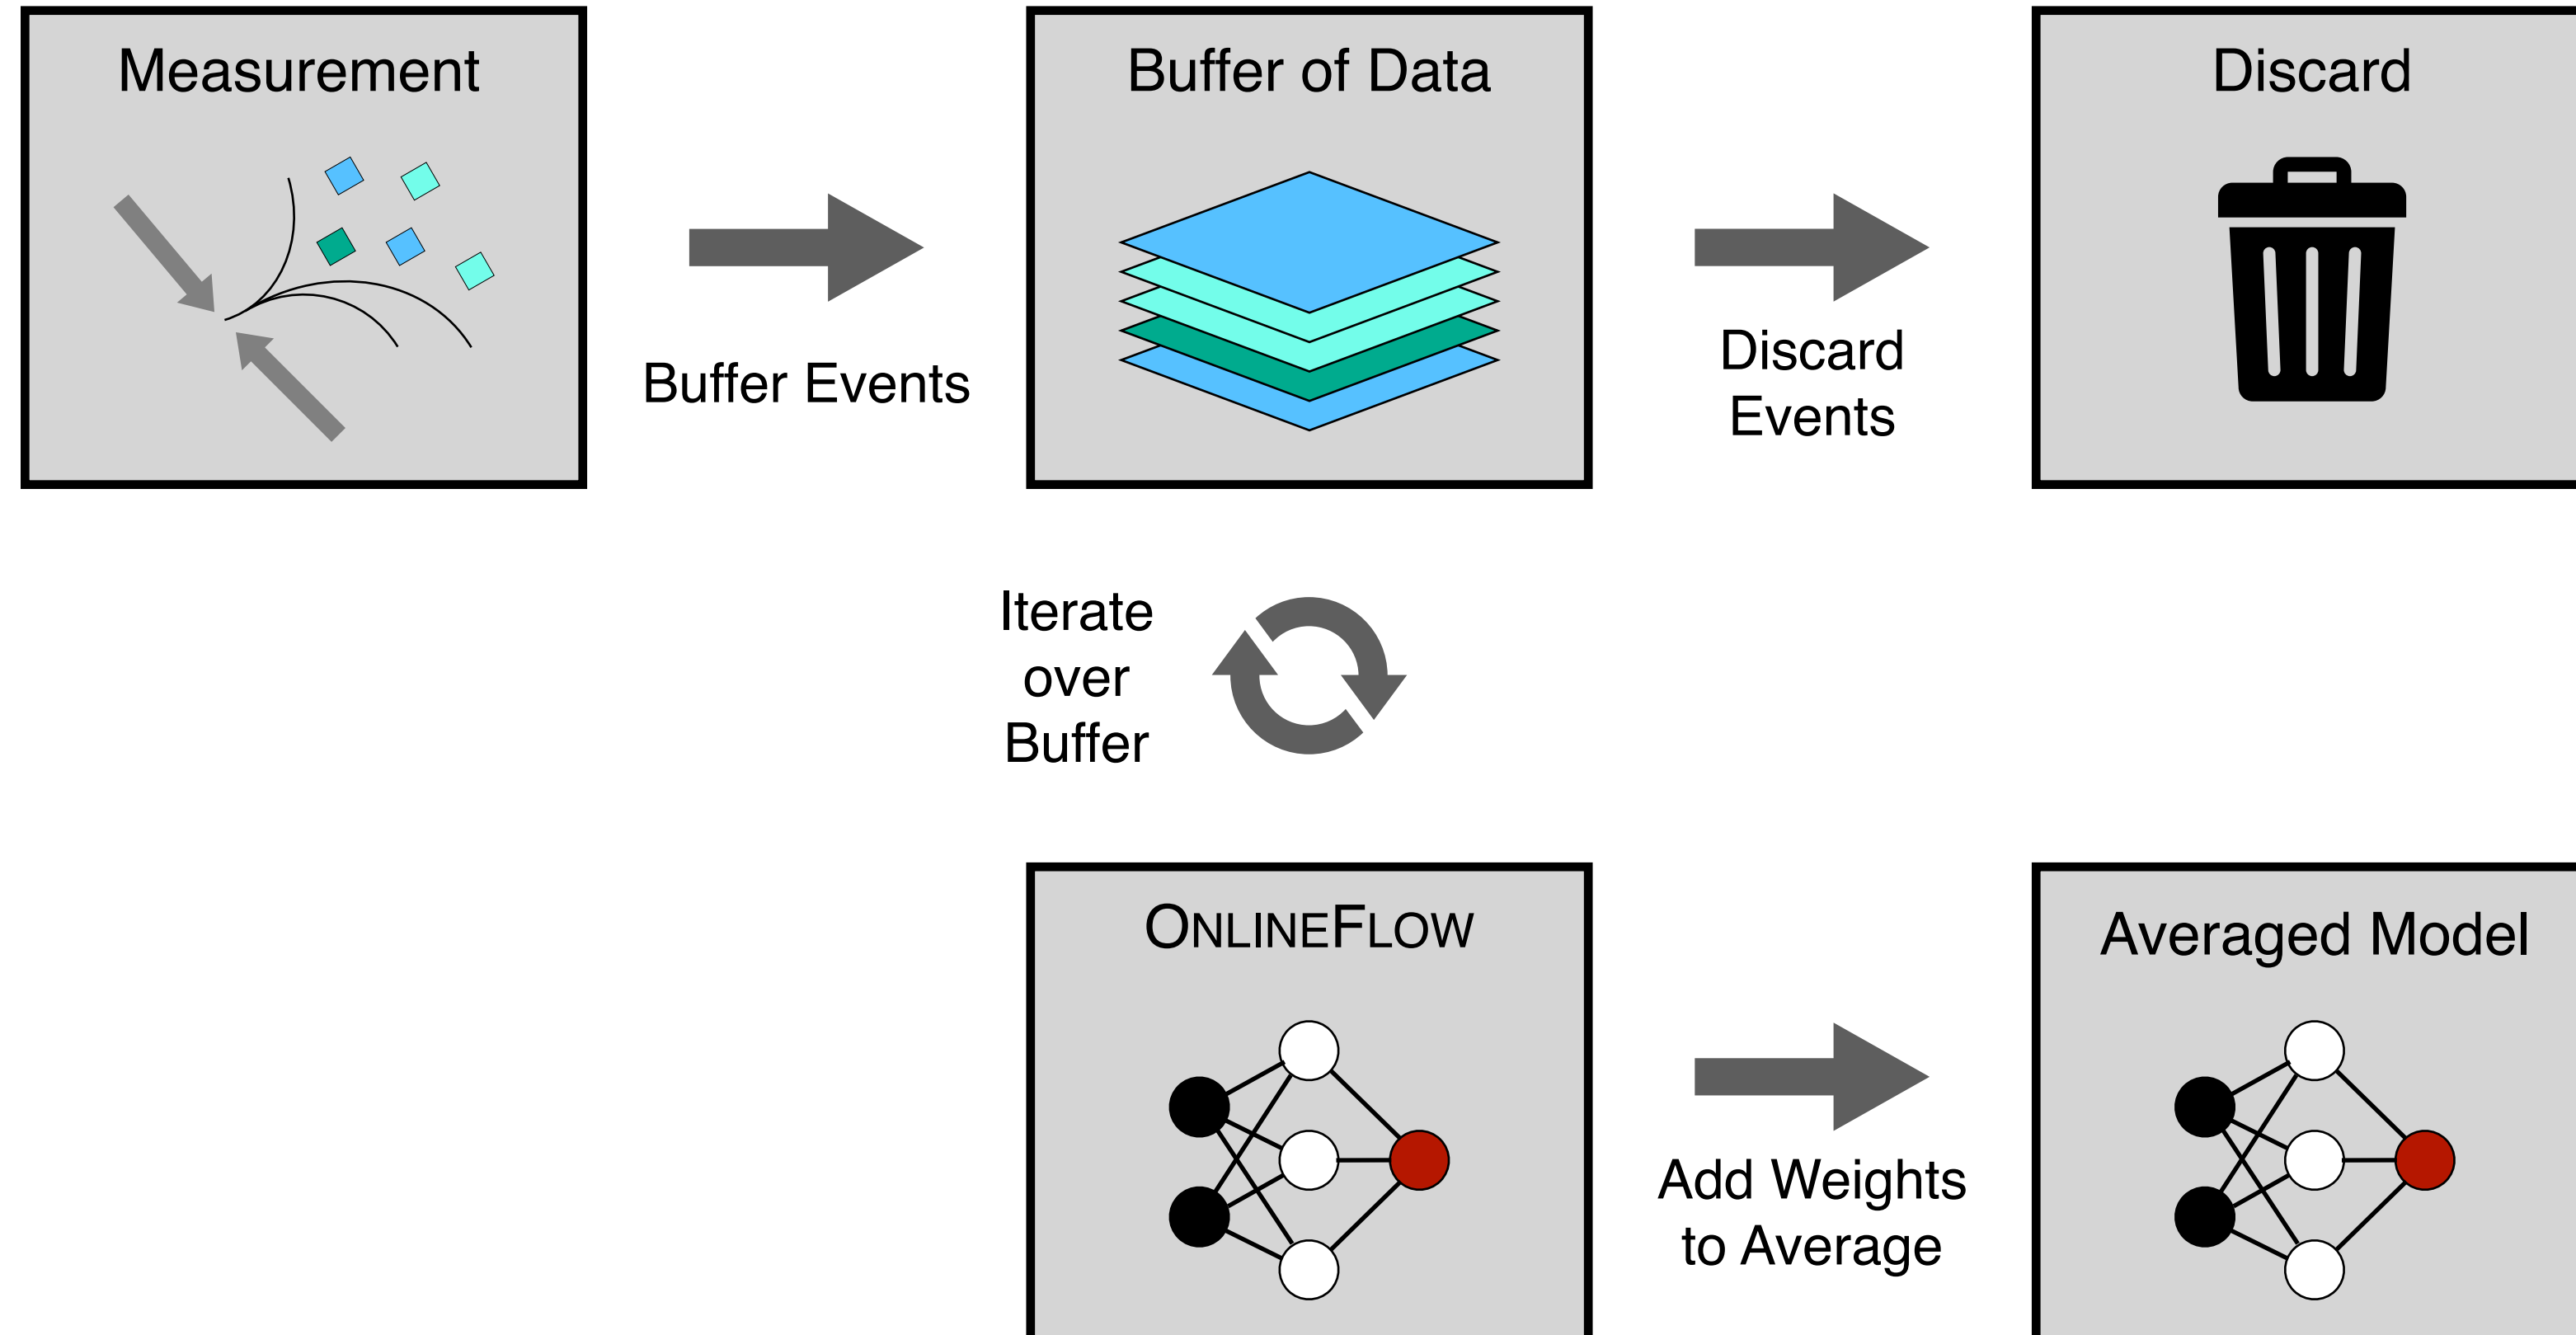 Measurement
Buffer Events
Buffer of Data
Discard
Events
Discard
Iterate
over
Buffer
OnlineFlow
Add Weights
to Average
Averaged Model